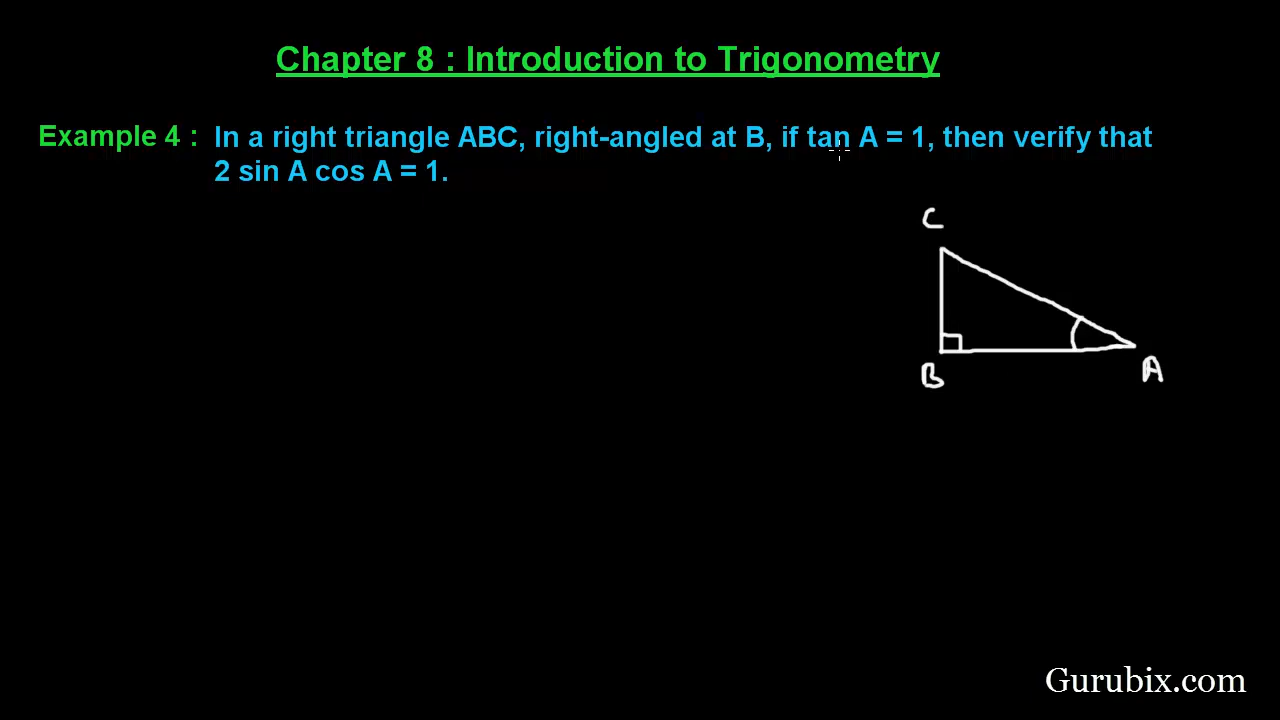 Chapter 8 : Introduction to Trigonometry
Example 4 : In a right triangle ABC, right-angled at B, if tan A = 1, then verify that
2 sin A cos A = 1.
C
B
A
Gurubix.com